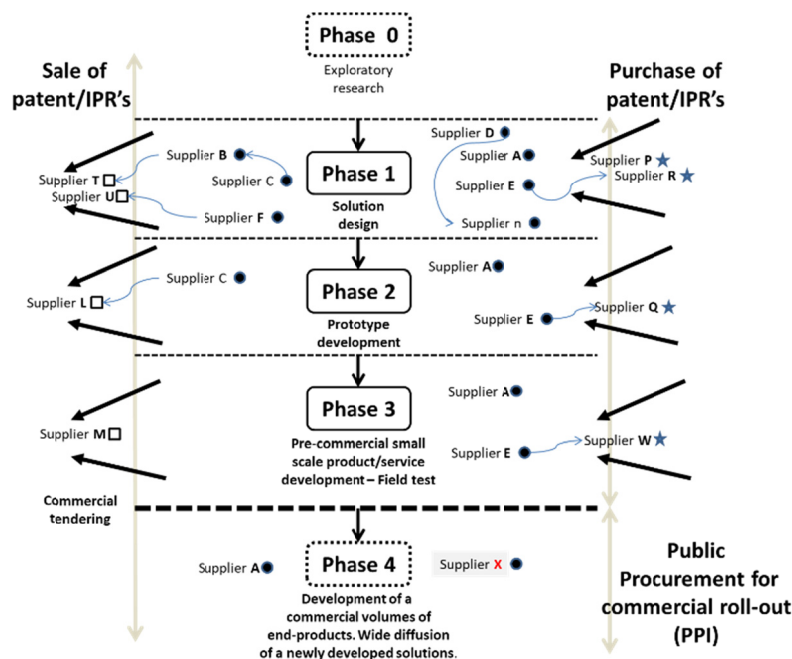 Phase 0
Exploratory
research
Sale of
patent/IPR's
Purchase of
patent/IPR's
Supplier D
Supplier B
Supplier A
Supplier P
Phase 1
Supplier T
Supplier C
Supplier E
Supplier R
Supplier U
Solution
design
Supplier F
Supplier n
Supplier C
Supplier A
Phase 2
Supplier L
Supplier Q
Supplier E
Prototype
development
Supplier A
Phase 3
Supplier M
Supplier W
Pre-commercial small
scale product/service
development – Field test
Supplier E
Commercial
tendering
Supplier A
Phase 4
Supplier X
Development of a
commercial volumes of
end-products. Wide diffusion
of a newly developed solutions.
Public
Procurement for
commercial roll-out
(PPI)